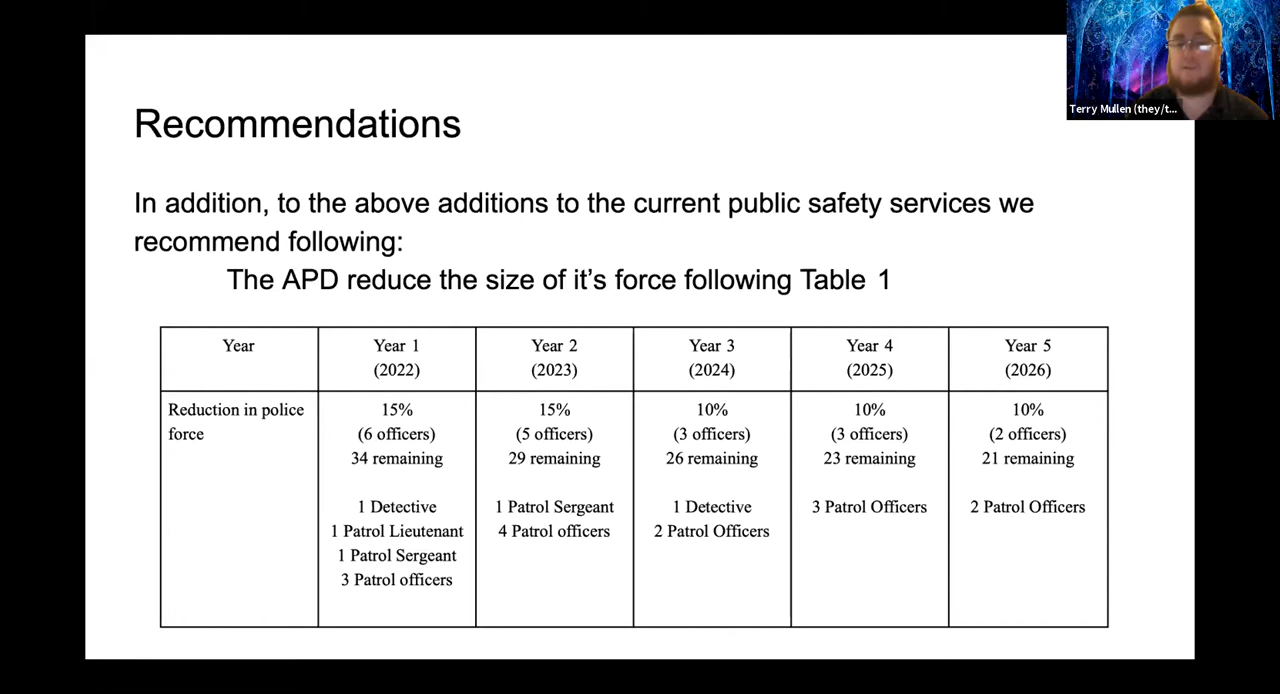 Terry Mullen (they/t...
Recommendations
In addition, to the above additions to the current public safety services we
recommend following:
The APD reduce the size of it's force following Table 1
Year
Year 1
(2022)
Year 2
(2023)
Year 3
(2024)
Year 4
(2025)
Year 5
(2026)
Reduction in police
force
15%
(6 officers)
34 remaining
1 Detective
1 Patrol Lieutenant
1 Patrol Sergeant
3 Patrol officers
15%
(5 officers)
29 remaining
1 Patrol Sergeant
4 Patrol officers
10%
(3 officers)
26 remaining
1 Detective
2 Patrol Officers
10%
(3 officers)
23 remaining
3 Patrol Officers
10%
(2 officers)
21 remaining
2 Patrol Officers